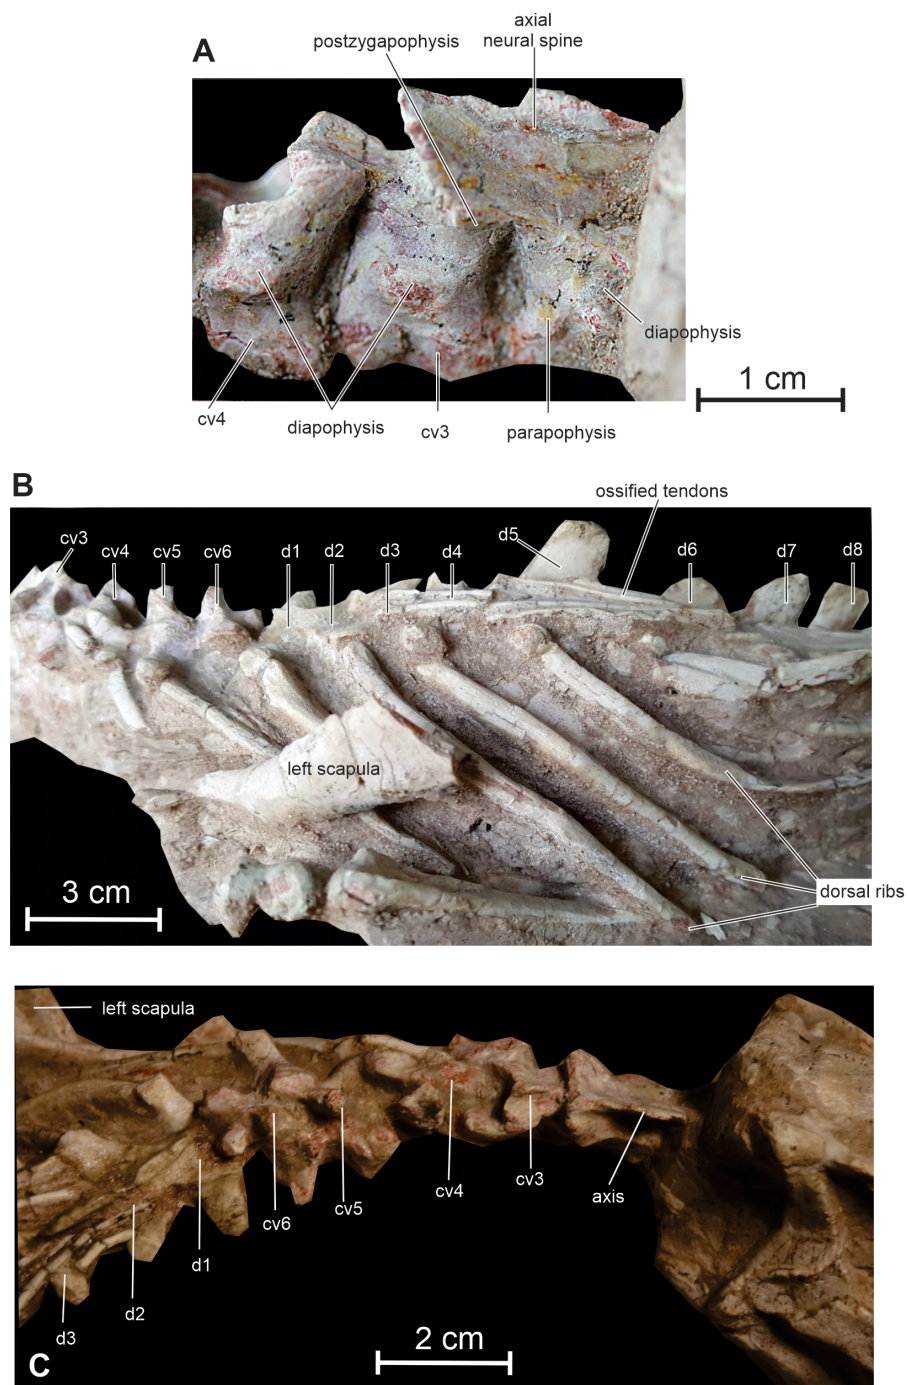 A
axial
neural spine
postzygapophysis
diapophysis
cv4
diapophysis
cv3
parapophysis
1 cm
B
ossified tendons
cv3
cv4
cv5
cv6
d1
d2
d3
d4
d5
d6
d7
d8
left scapula
dorsal ribs
3 cm
left scapula
cv4
cv3
axis
cv5
cv6
d1
d2
d3
2 cm
C